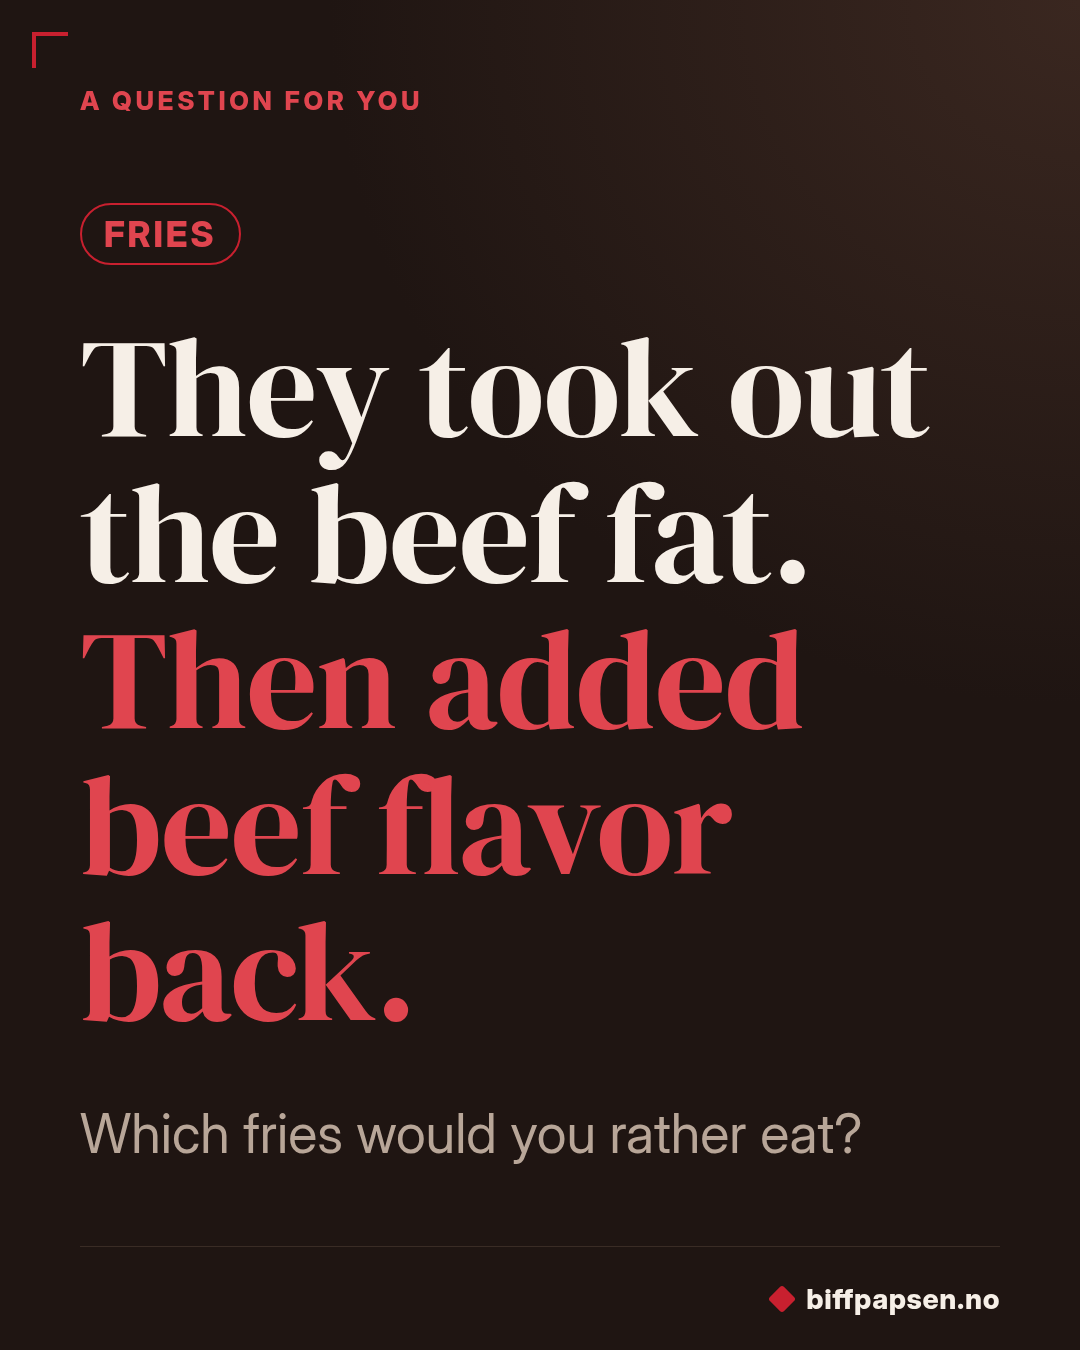 A QUESTION FOR YOU
FRIES
They took out
the beef fat.
Then added
beef flavor
back.
Which fries would you rather eat?
biffpapsen.no